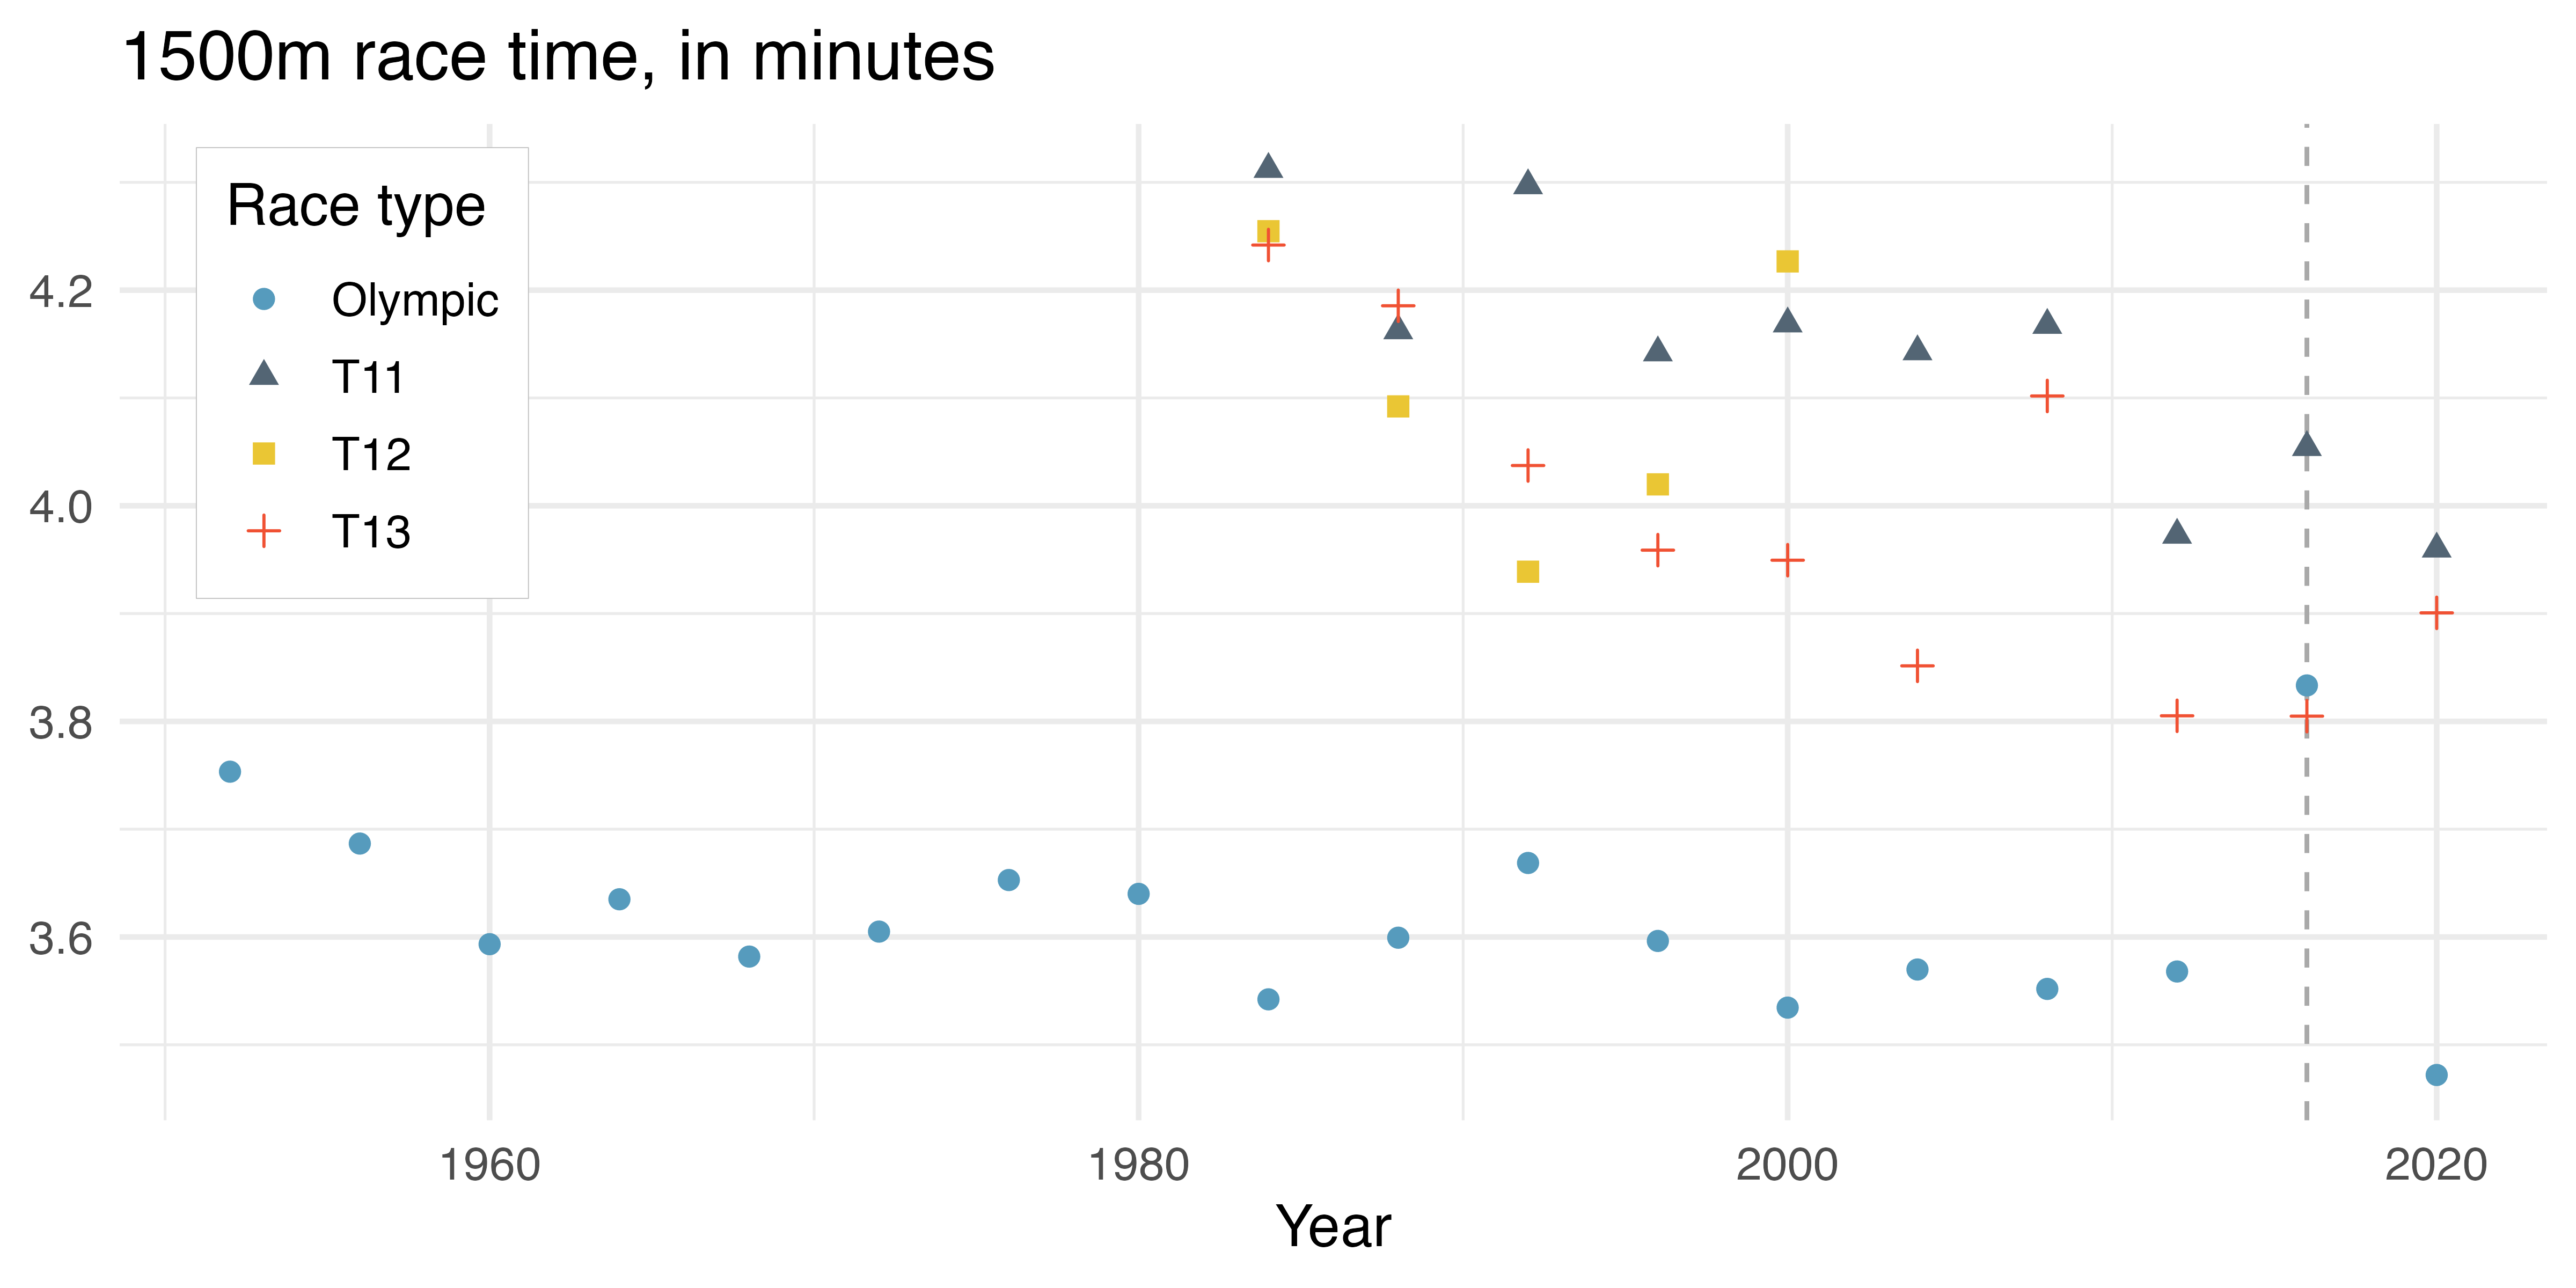 1500m race time, in minutes
Race type
Olympic
T11
T12
T13
4.2
4.0
3.8
3.6
1960 1980 2000 2020
Year